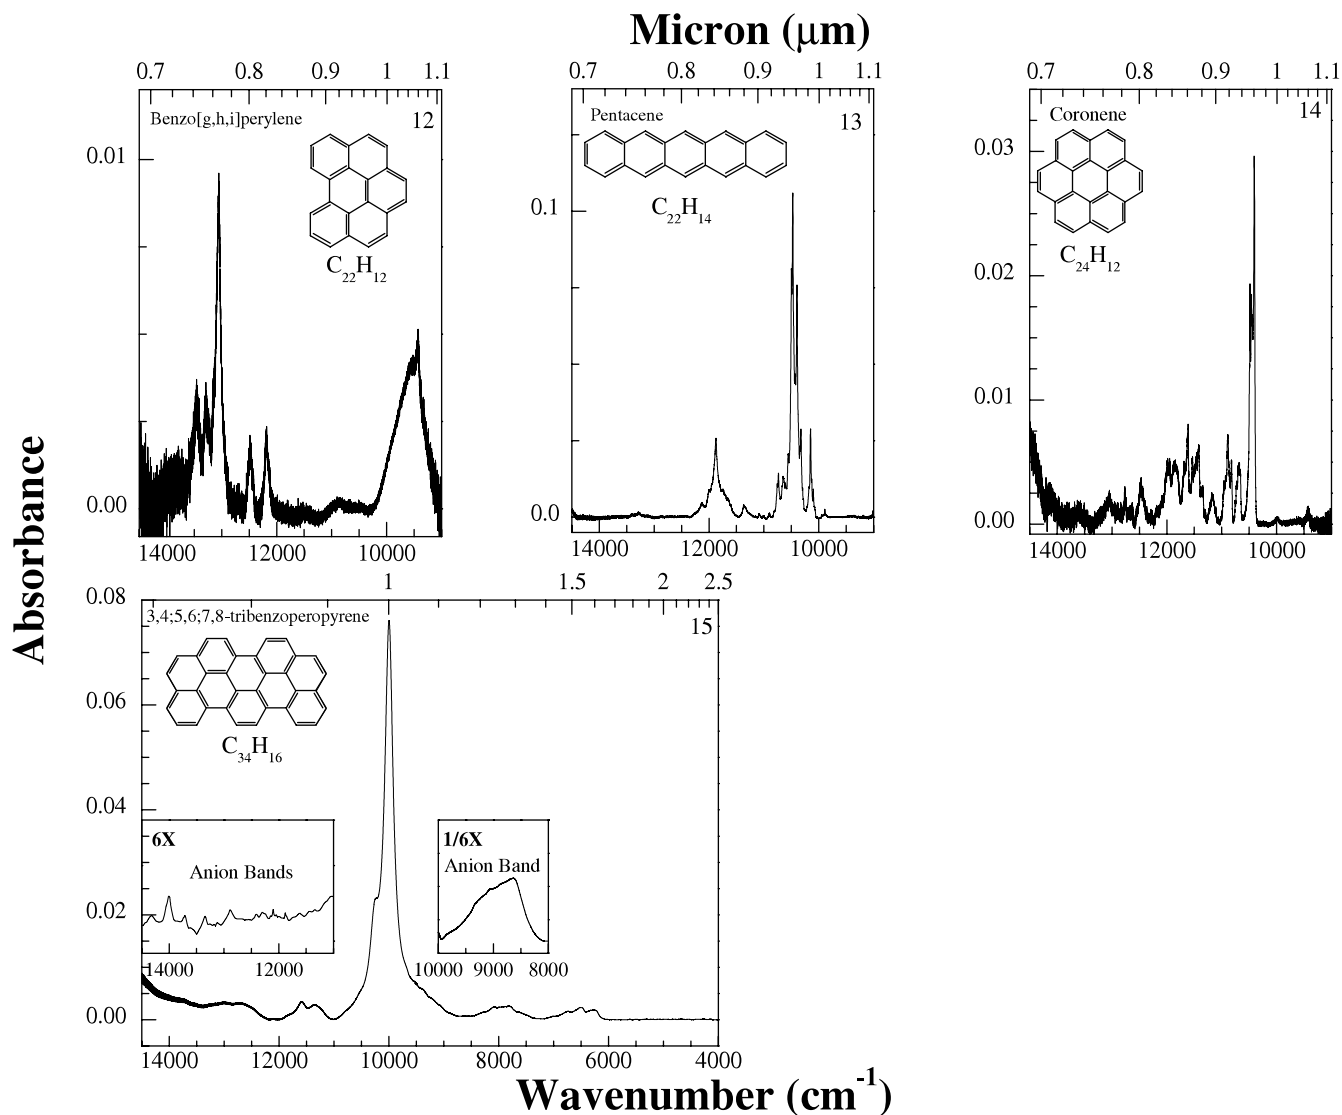 Micron (μm)
0.7 0.8 0.9 1 1.1
0.7 0.8 0.9 1 1.1
0.7 0.8 0.9 1 1.1
Benzo[g,h,i]perylene 12
C22H12
0.01
0.00
14000 12000 10000
Pentacene 13
C22H14
0.1
0.0
14000 12000 10000
Coronene 14
C24H12
0.03
0.02
0.01
0.00
14000 12000 10000
Absorbance
1 1.5 2 2.5
3,4;5,6;7,8-tribenzoperopyrene 15
C34H16
0.08
0.06
0.04
0.02
0.00
6X
Anion Bands
14000 12000
1/6X
Anion Band
10000 9000 8000
14000 12000 10000 8000 6000 4000
Wavenumber (cm-1)